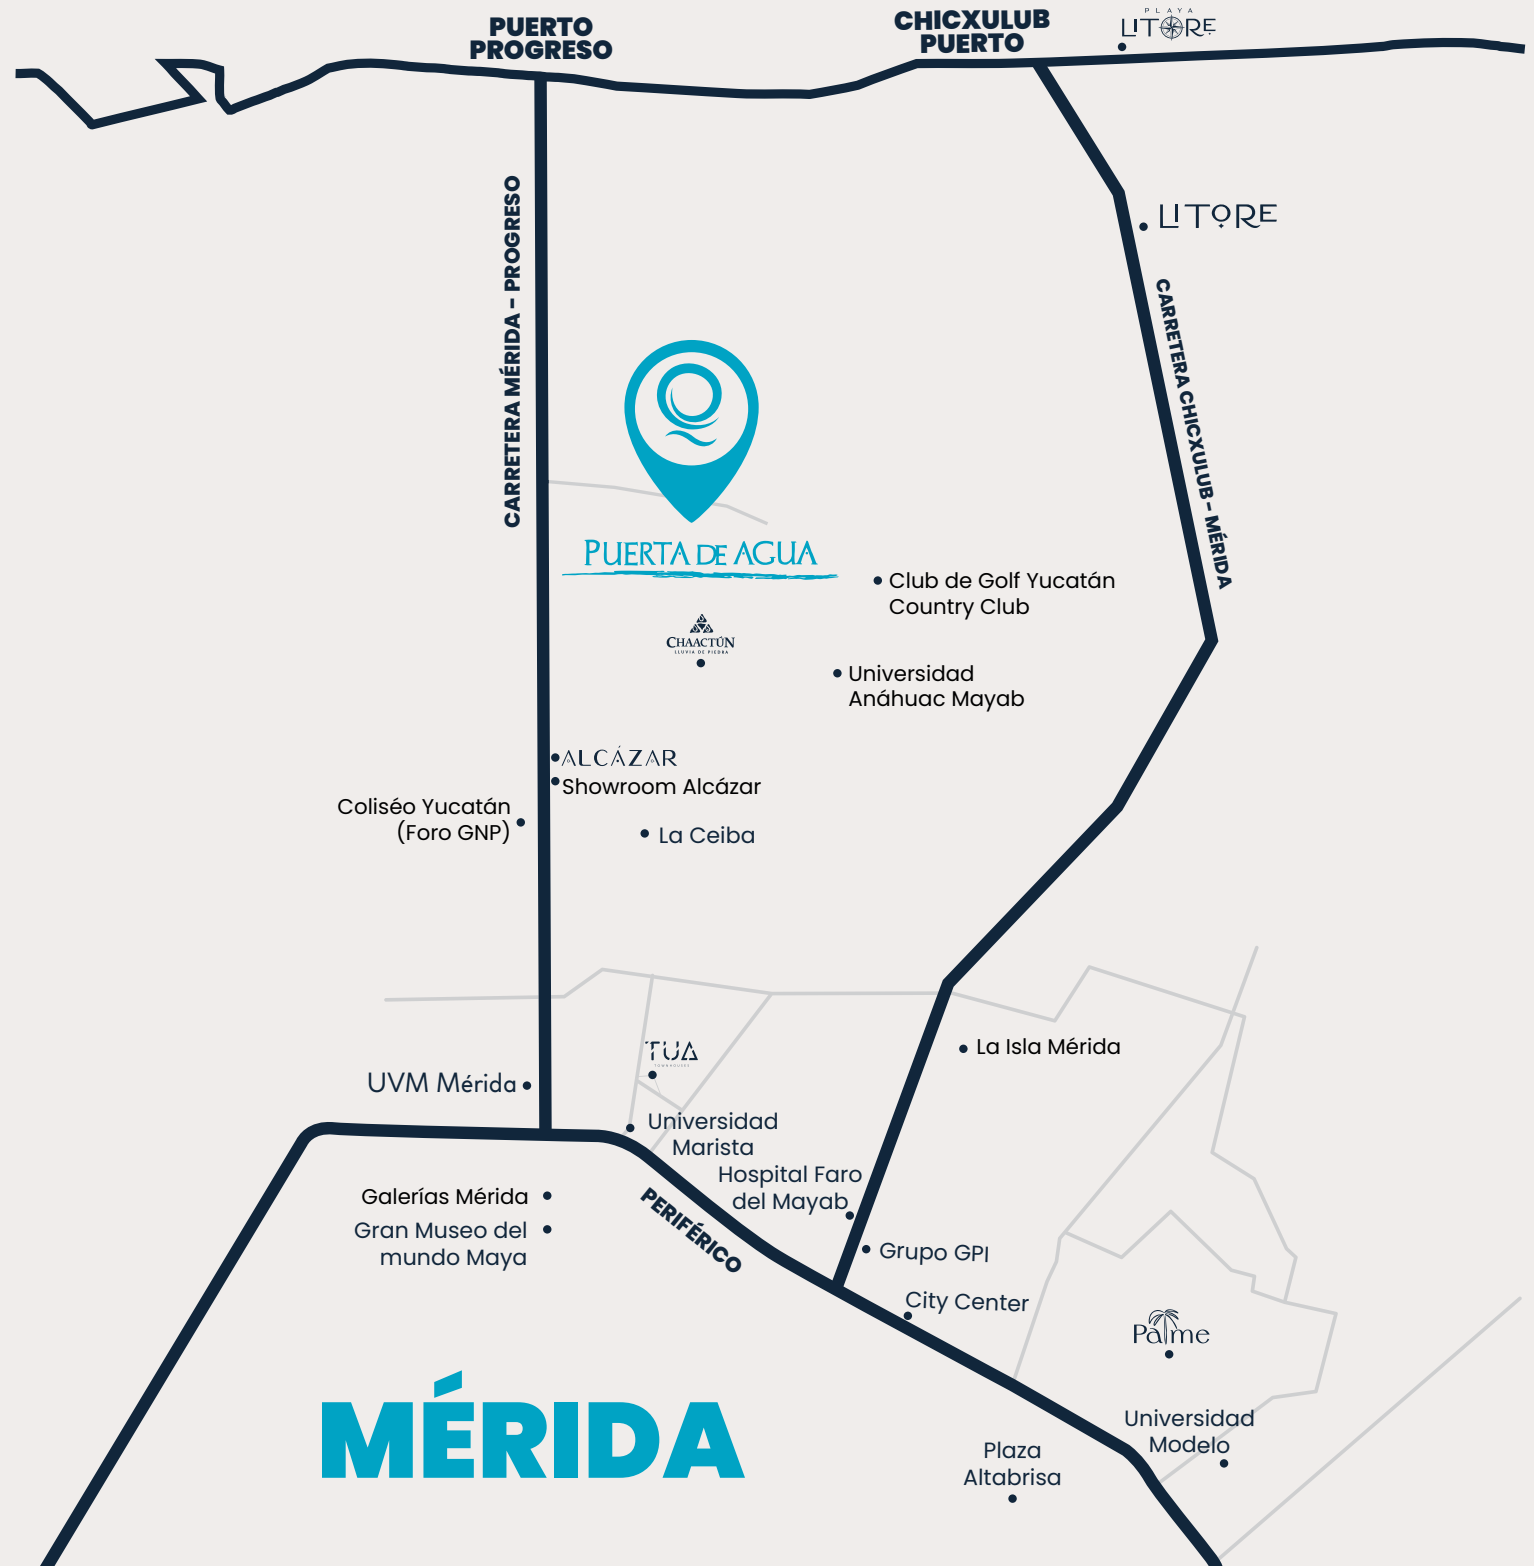 PUERTO
PROGRESO
CHICXULUB
PUERTO
PLAYA
LITORE
CARRETERA MÉRIDA – PROGRESO
LITORE
CARRETERA CHICXULUB – MÉRIDA
PUERTA DE AGUA
Club de Golf Yucatán
Country Club
CHAACTÚN
LLUVIA DE PIEDRA
Universidad
Anáhuac Mayab
ALCÁZAR
Showroom Alcázar
Coliséo Yucatán
(Foro GNP)
La Ceiba
TUA
TOWNHOUSES
La Isla Mérida
UVM Mérida
Universidad
Marista
Hospital Faro
del Mayab
Galerías Mérida
Gran Museo del
mundo Maya
PERIFÉRICO
Grupo GPI
City Center
Palme
MÉRIDA
Universidad
Modelo
Plaza
Altabrisa